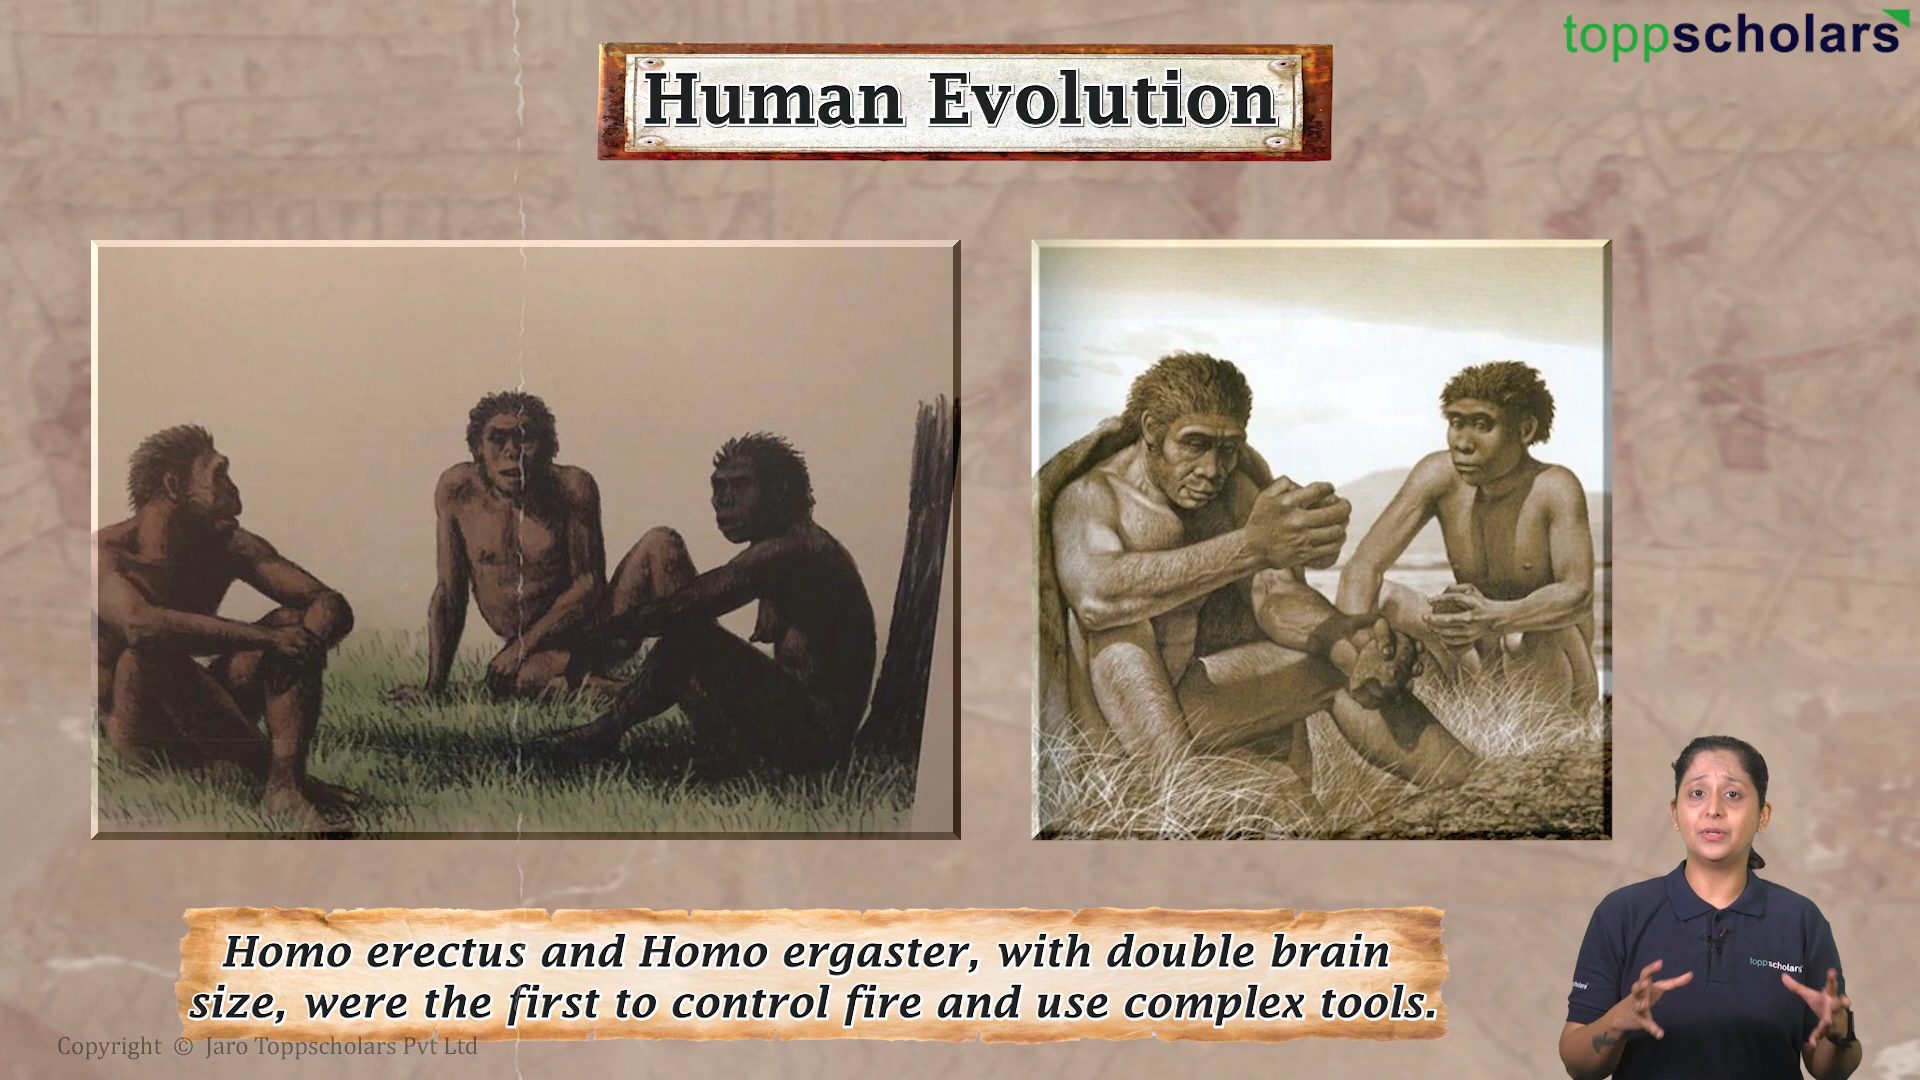 toppscholars
Human Evolution
Homo erectus and Homo ergaster, with double brain
size, were the first to control fire and use complex tools.
toppscholars
Copyright © Jaro Toppscholars Pvt Ltd